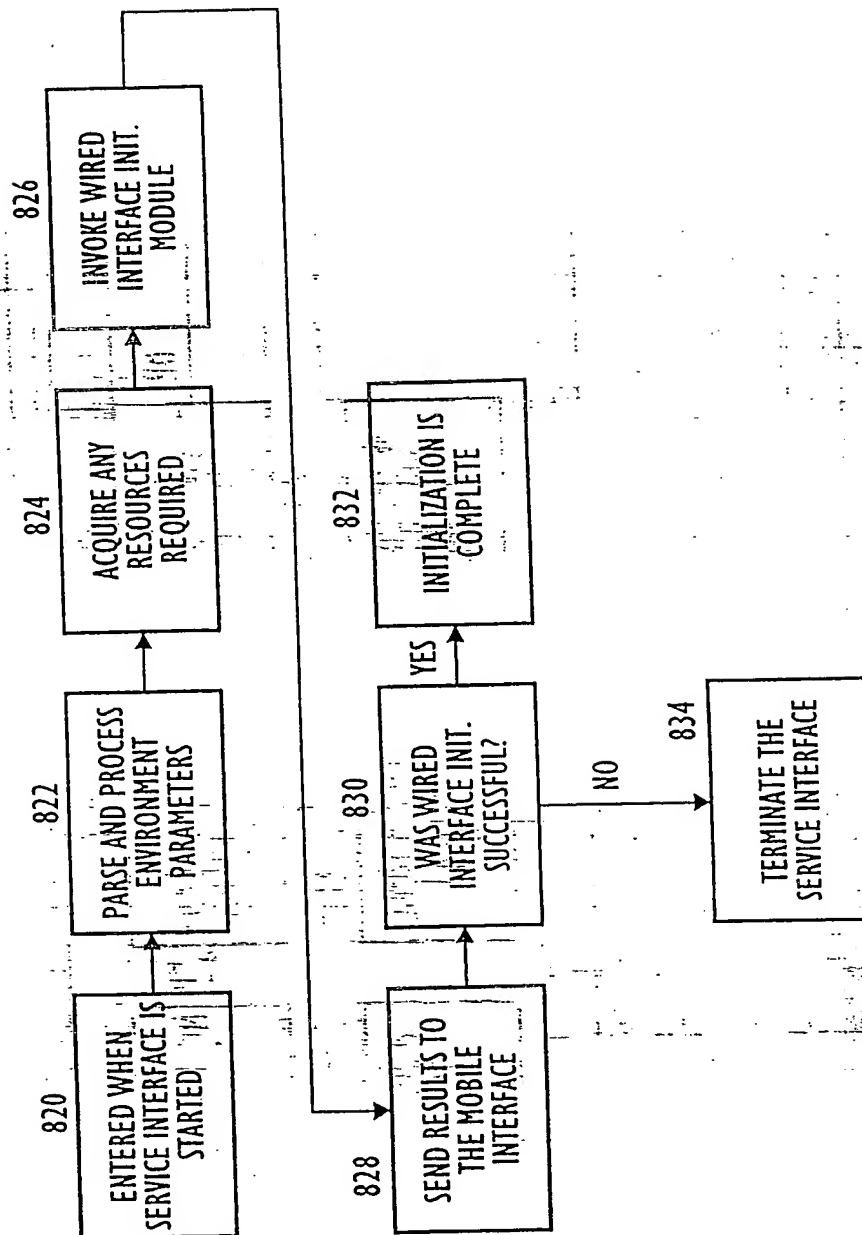 820
ENTERED WHEN
SERVICE INTERFACE IS
STARTED
822
PARSE AND PROCESS
ENVIRONMENT
PARAMETERS
824
ACQUIRE ANY
RESOURCES
REQUIRED
826
INVOKE WIRED
INTERFACE INIT.
MODULE
828
SEND RESULTS TO
THE MOBILE
INTERFACE
830
WAS WIRED
INTERFACE INIT.
SUCCESSFUL?
YES
832
INITIALIZATION IS
COMPLETE
NO
834
TERMINATE THE
SERVICE INTERFACE